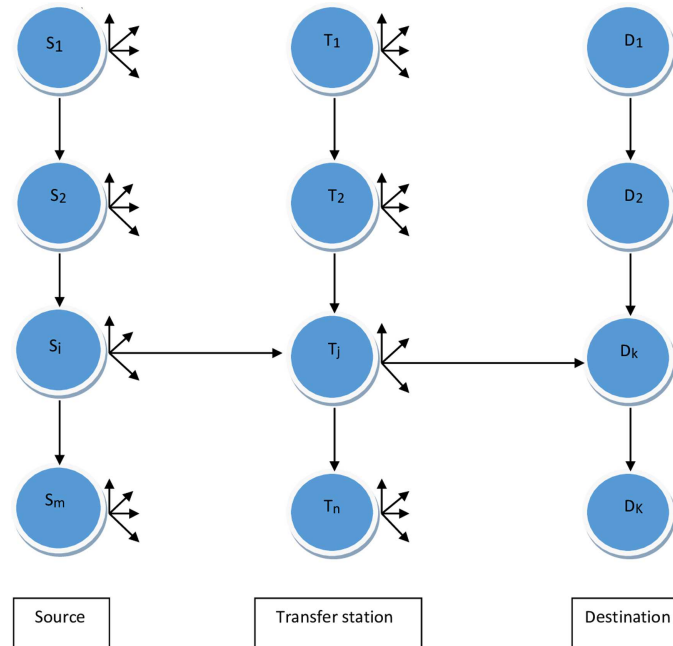 S1 T1 D1
S2 T2 D2
Si Tj Dk
Sm Tn DK
Source Transfer station Destination